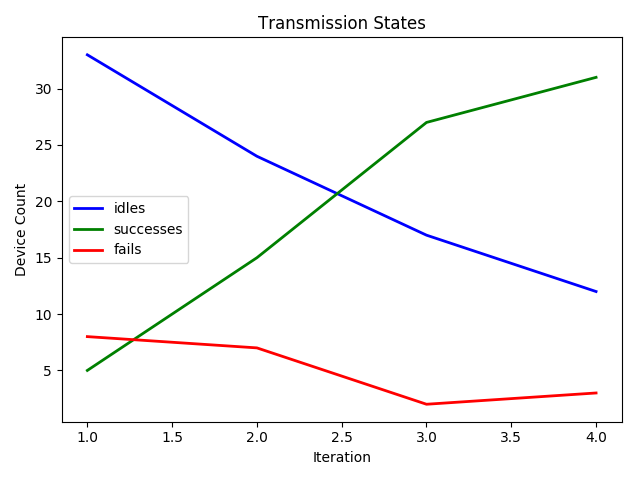 Transmission States
Device Count
30
25
20
15
10
5
idles
successes
fails
1.0 1.5 2.0 2.5 3.0 3.5 4.0
Iteration